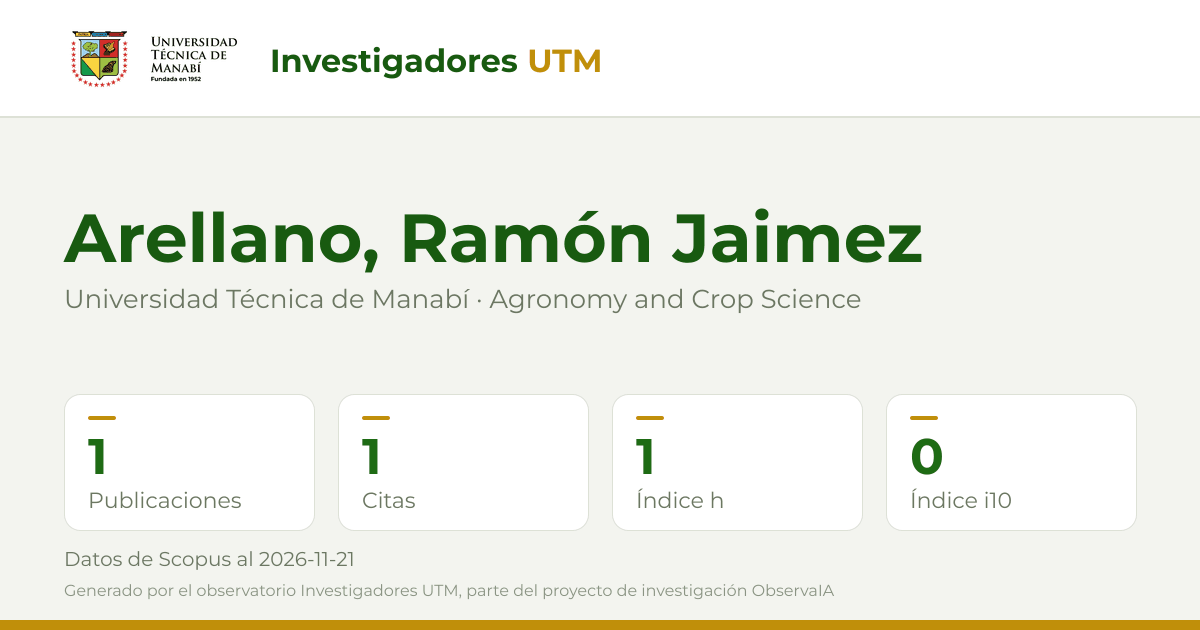 UNIVERSIDAD
TÉCNICA DE
MANABÍ
Fundada en 1952
Investigadores UTM
Arellano, Ramón Jaimez
Universidad Técnica de Manabí · Agronomy and Crop Science
1
Publicaciones
1
Citas
1
Índice h
0
Índice i10
Datos de Scopus al 2026-11-21
Generado por el observatorio Investigadores UTM, parte del proyecto de investigación ObservaIA